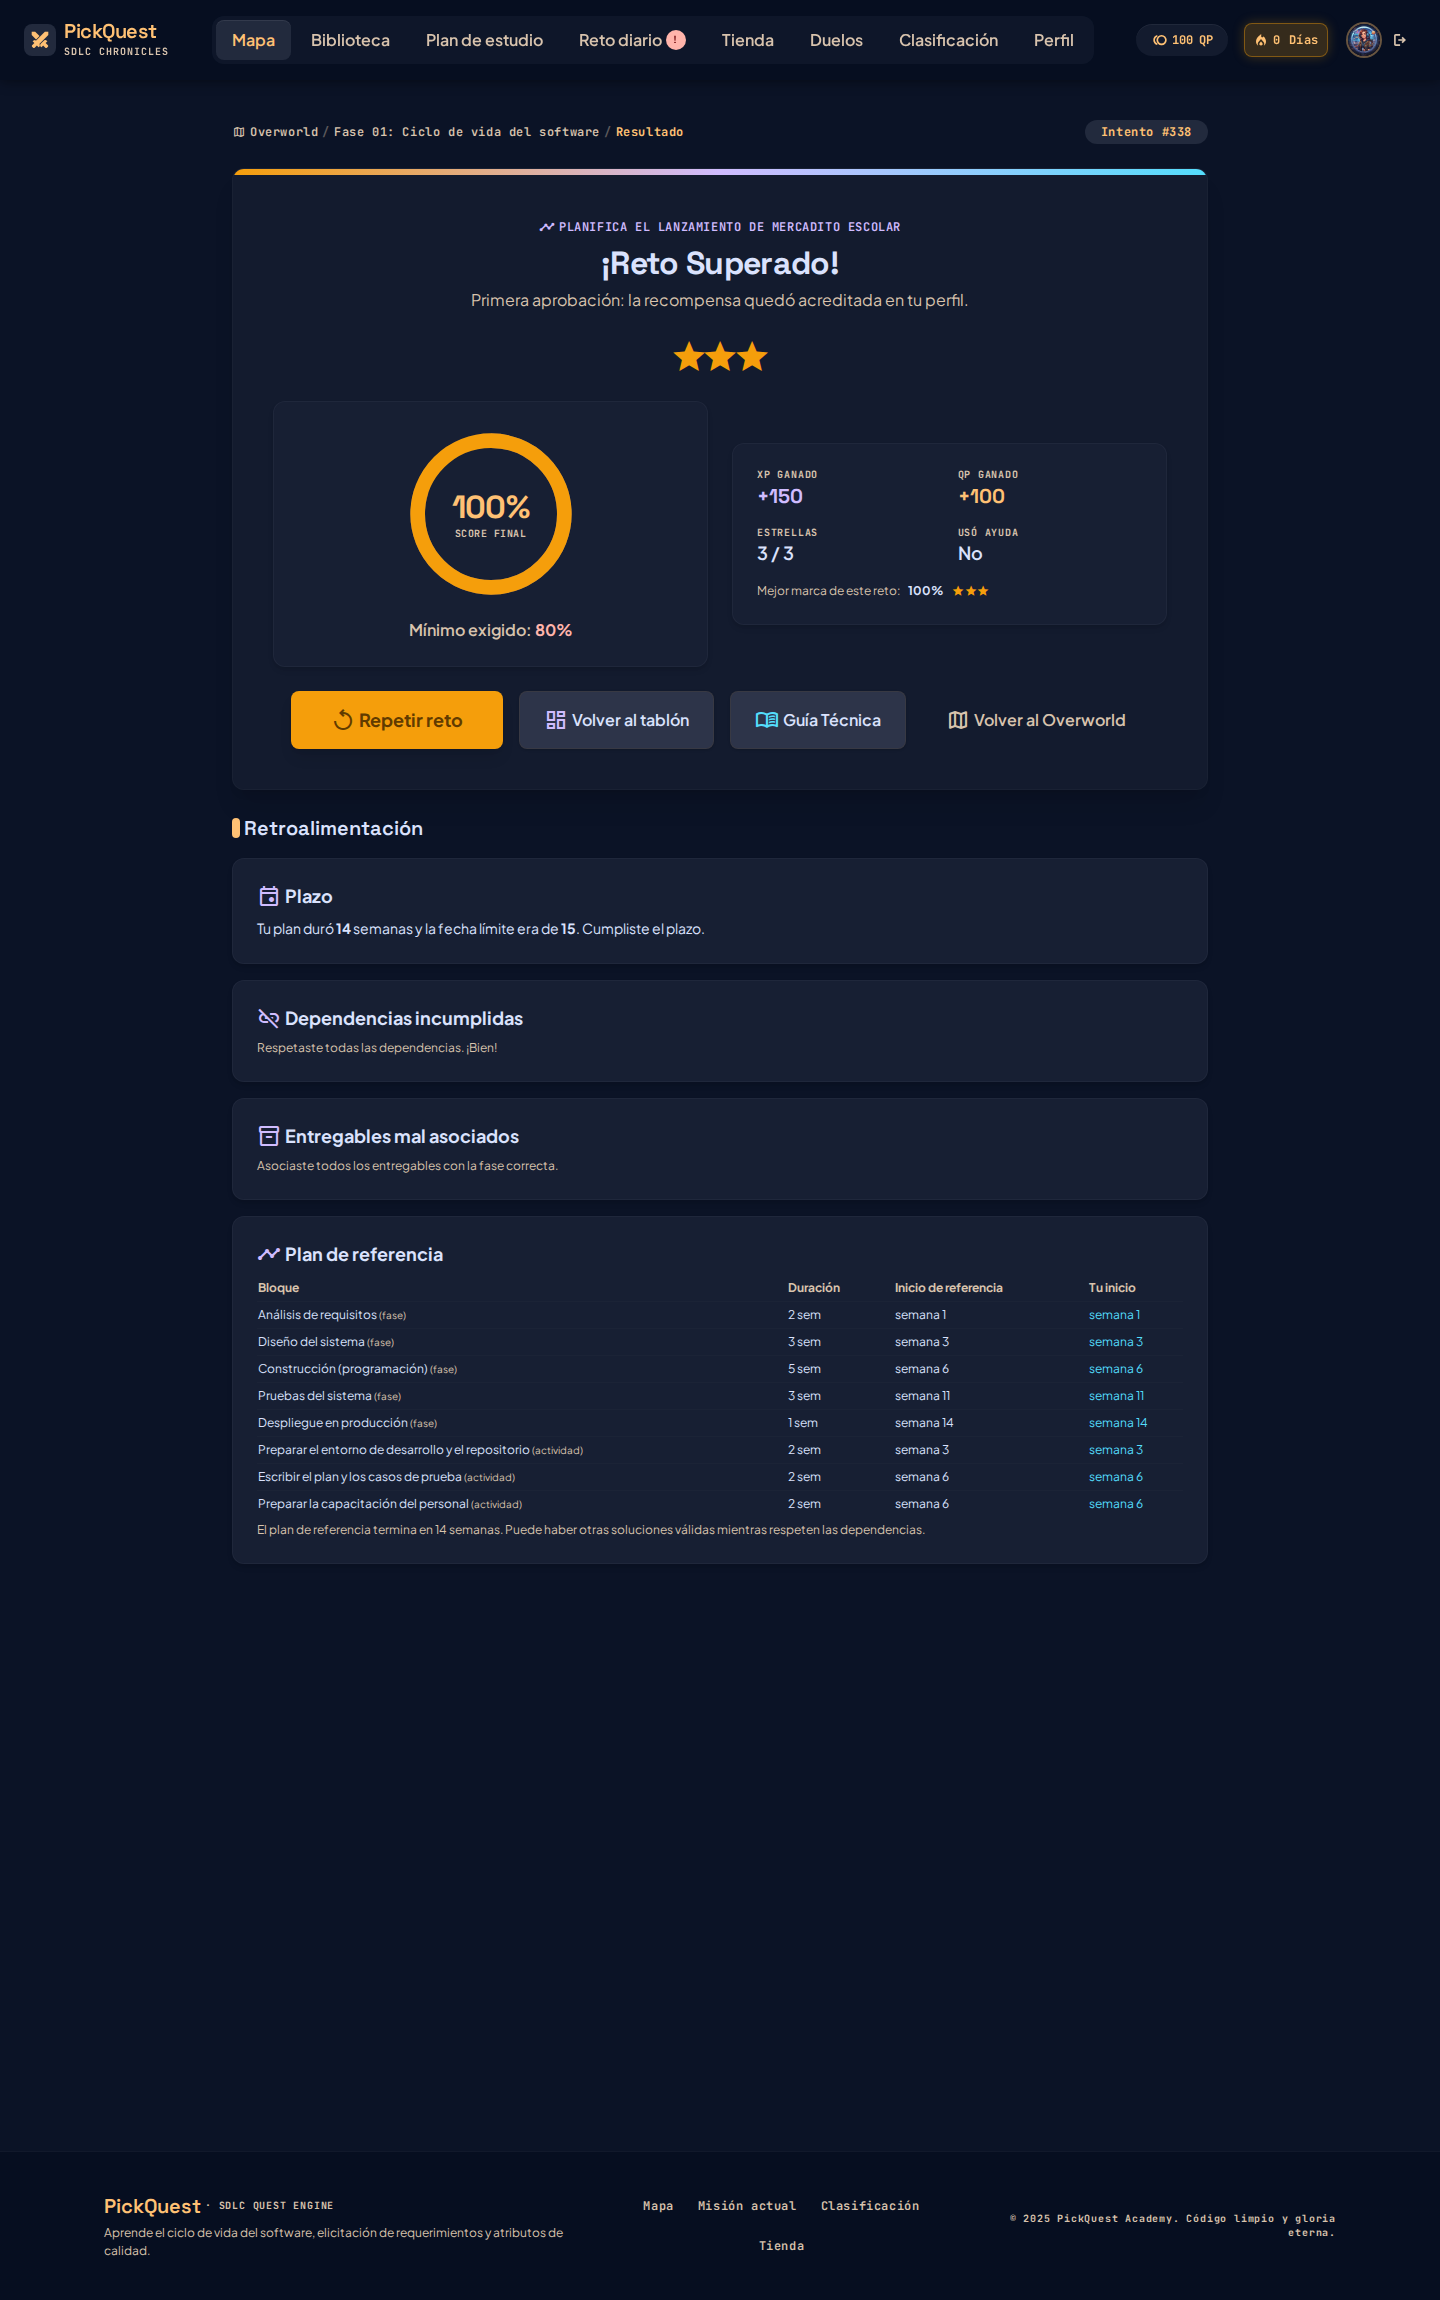 PickQuest
SDLC CHRONICLES
Mapa
Biblioteca
Plan de estudio
Reto diario !
Tienda
Duelos
Clasificación
Perfil
100 QP
0 Días
Overworld / Fase 01: Ciclo de vida del software / Resultado
Intento #338
PLANIFICA EL LANZAMIENTO DE MERCADITO ESCOLAR
¡Reto Superado!
Primera aprobación: la recompensa quedó acreditada en tu perfil.
100%
SCORE FINAL
Mínimo exigido: 80%
XP GANADO
+150
QP GANADO
+100
ESTRELLAS
3 / 3
USÓ AYUDA
No
Mejor marca de este reto: 100%
Repetir reto
Volver al tablón
Guía Técnica
Volver al Overworld
Retroalimentación
Plazo
Tu plan duró 14 semanas y la fecha límite era de 15. Cumpliste el plazo.
Dependencias incumplidas
Respetaste todas las dependencias. ¡Bien!
Entregables mal asociados
Asociaste todos los entregables con la fase correcta.
Plan de referencia
Bloque Duración Inicio de referencia Tu inicio
Análisis de requisitos (fase) 2 sem semana 1 semana 1
Diseño del sistema (fase) 3 sem semana 3 semana 3
Construcción (programación) (fase) 5 sem semana 6 semana 6
Pruebas del sistema (fase) 3 sem semana 11 semana 11
Despliegue en producción (fase) 1 sem semana 14 semana 14
Preparar el entorno de desarrollo y el repositorio (actividad) 2 sem semana 3 semana 3
Escribir el plan y los casos de prueba (actividad) 2 sem semana 6 semana 6
Preparar la capacitación del personal (actividad) 2 sem semana 6 semana 6
El plan de referencia termina en 14 semanas. Puede haber otras soluciones válidas mientras respeten las dependencias.
PickQuest · SDLC QUEST ENGINE
Aprende el ciclo de vida del software, elicitación de requerimientos y atributos de
calidad.
Mapa Misión actual Clasificación
Tienda
© 2025 PickQuest Academy. Código limpio y gloria
eterna.